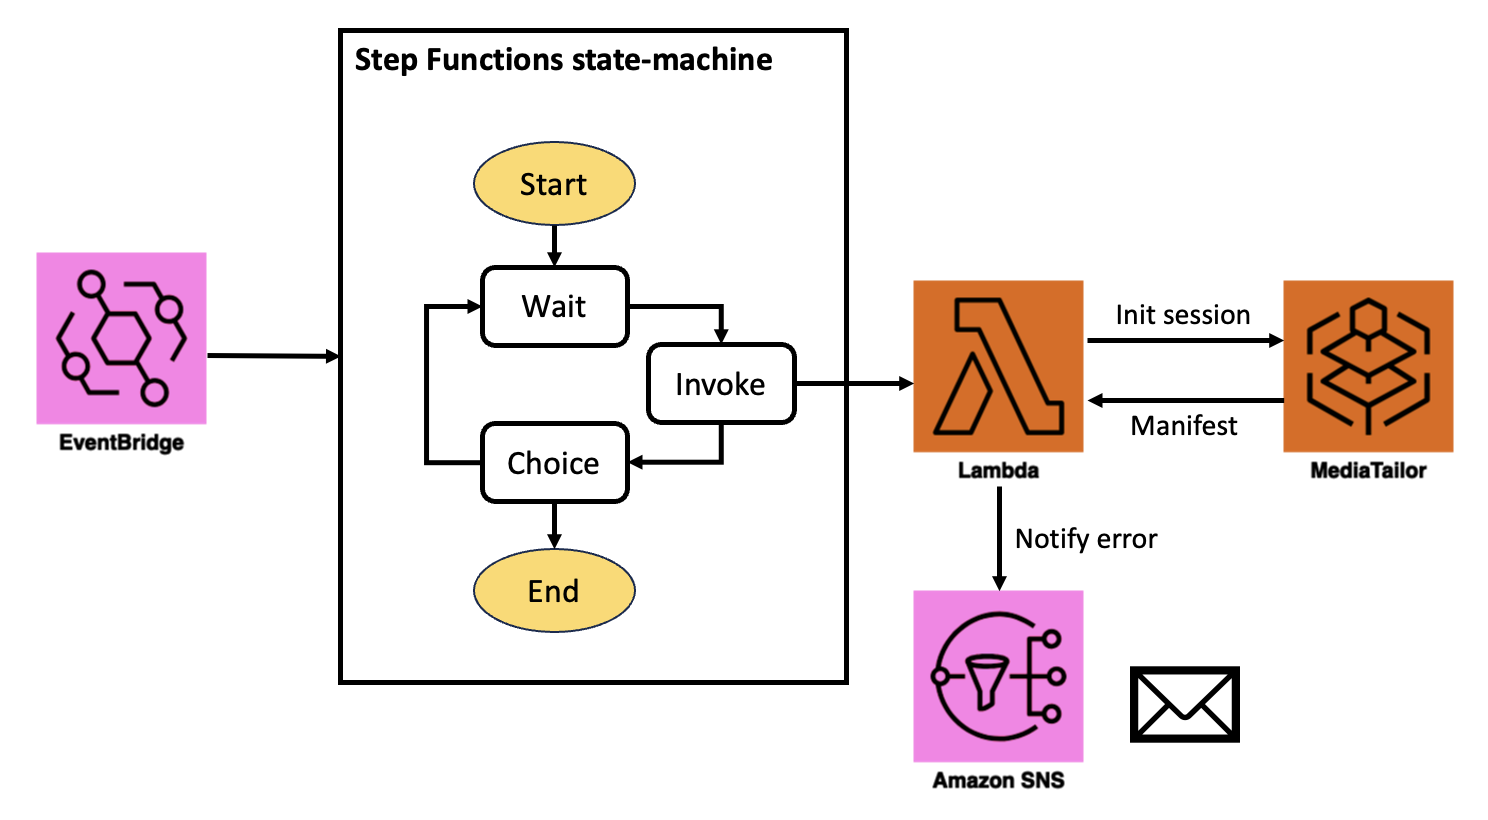 Step Functions state-machine
Start
Wait
Invoke
Choice
End
EventBridge
Lambda
Init session
Manifest
MediaTailor
Notify error
Amazon SNS